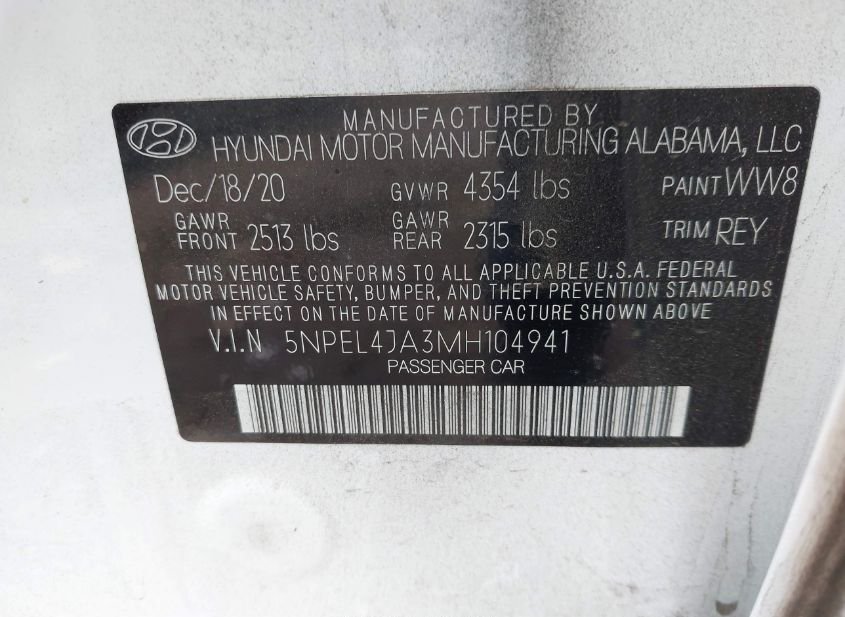 MANUFACTURED BY
HYUNDAI MOTOR MANUFACTURING ALABAMA, LLC
Dec/18/20 GVWR 4354 lbs PAINT WW8
GAWR FRONT 2513 lbs GAWR REAR 2315 lbs TRIM REY
THIS VEHICLE CONFORMS TO ALL APPLICABLE U.S.A. FEDERAL
MOTOR VEHICLE SAFETY, BUMPER, AND THEFT PREVENTION STANDARDS
IN EFFECT ON THE DATE OF MANUFACTURE SHOWN ABOVE
V.I.N 5NPEL4JA3MH104941
PASSENGER CAR